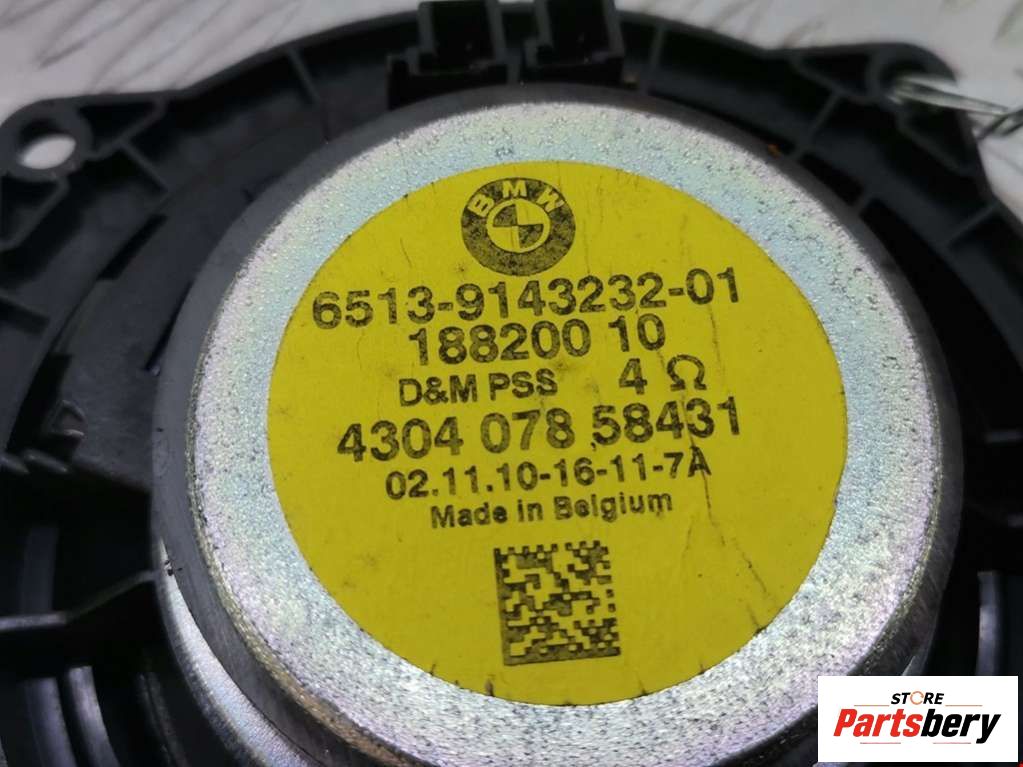 BMW
6513-9143232-01
188200 10
D&M PSS 4 Ω
4304 078 58431
02.11.10-16-11-7A
Made in Belgium
STORE
Partsbery